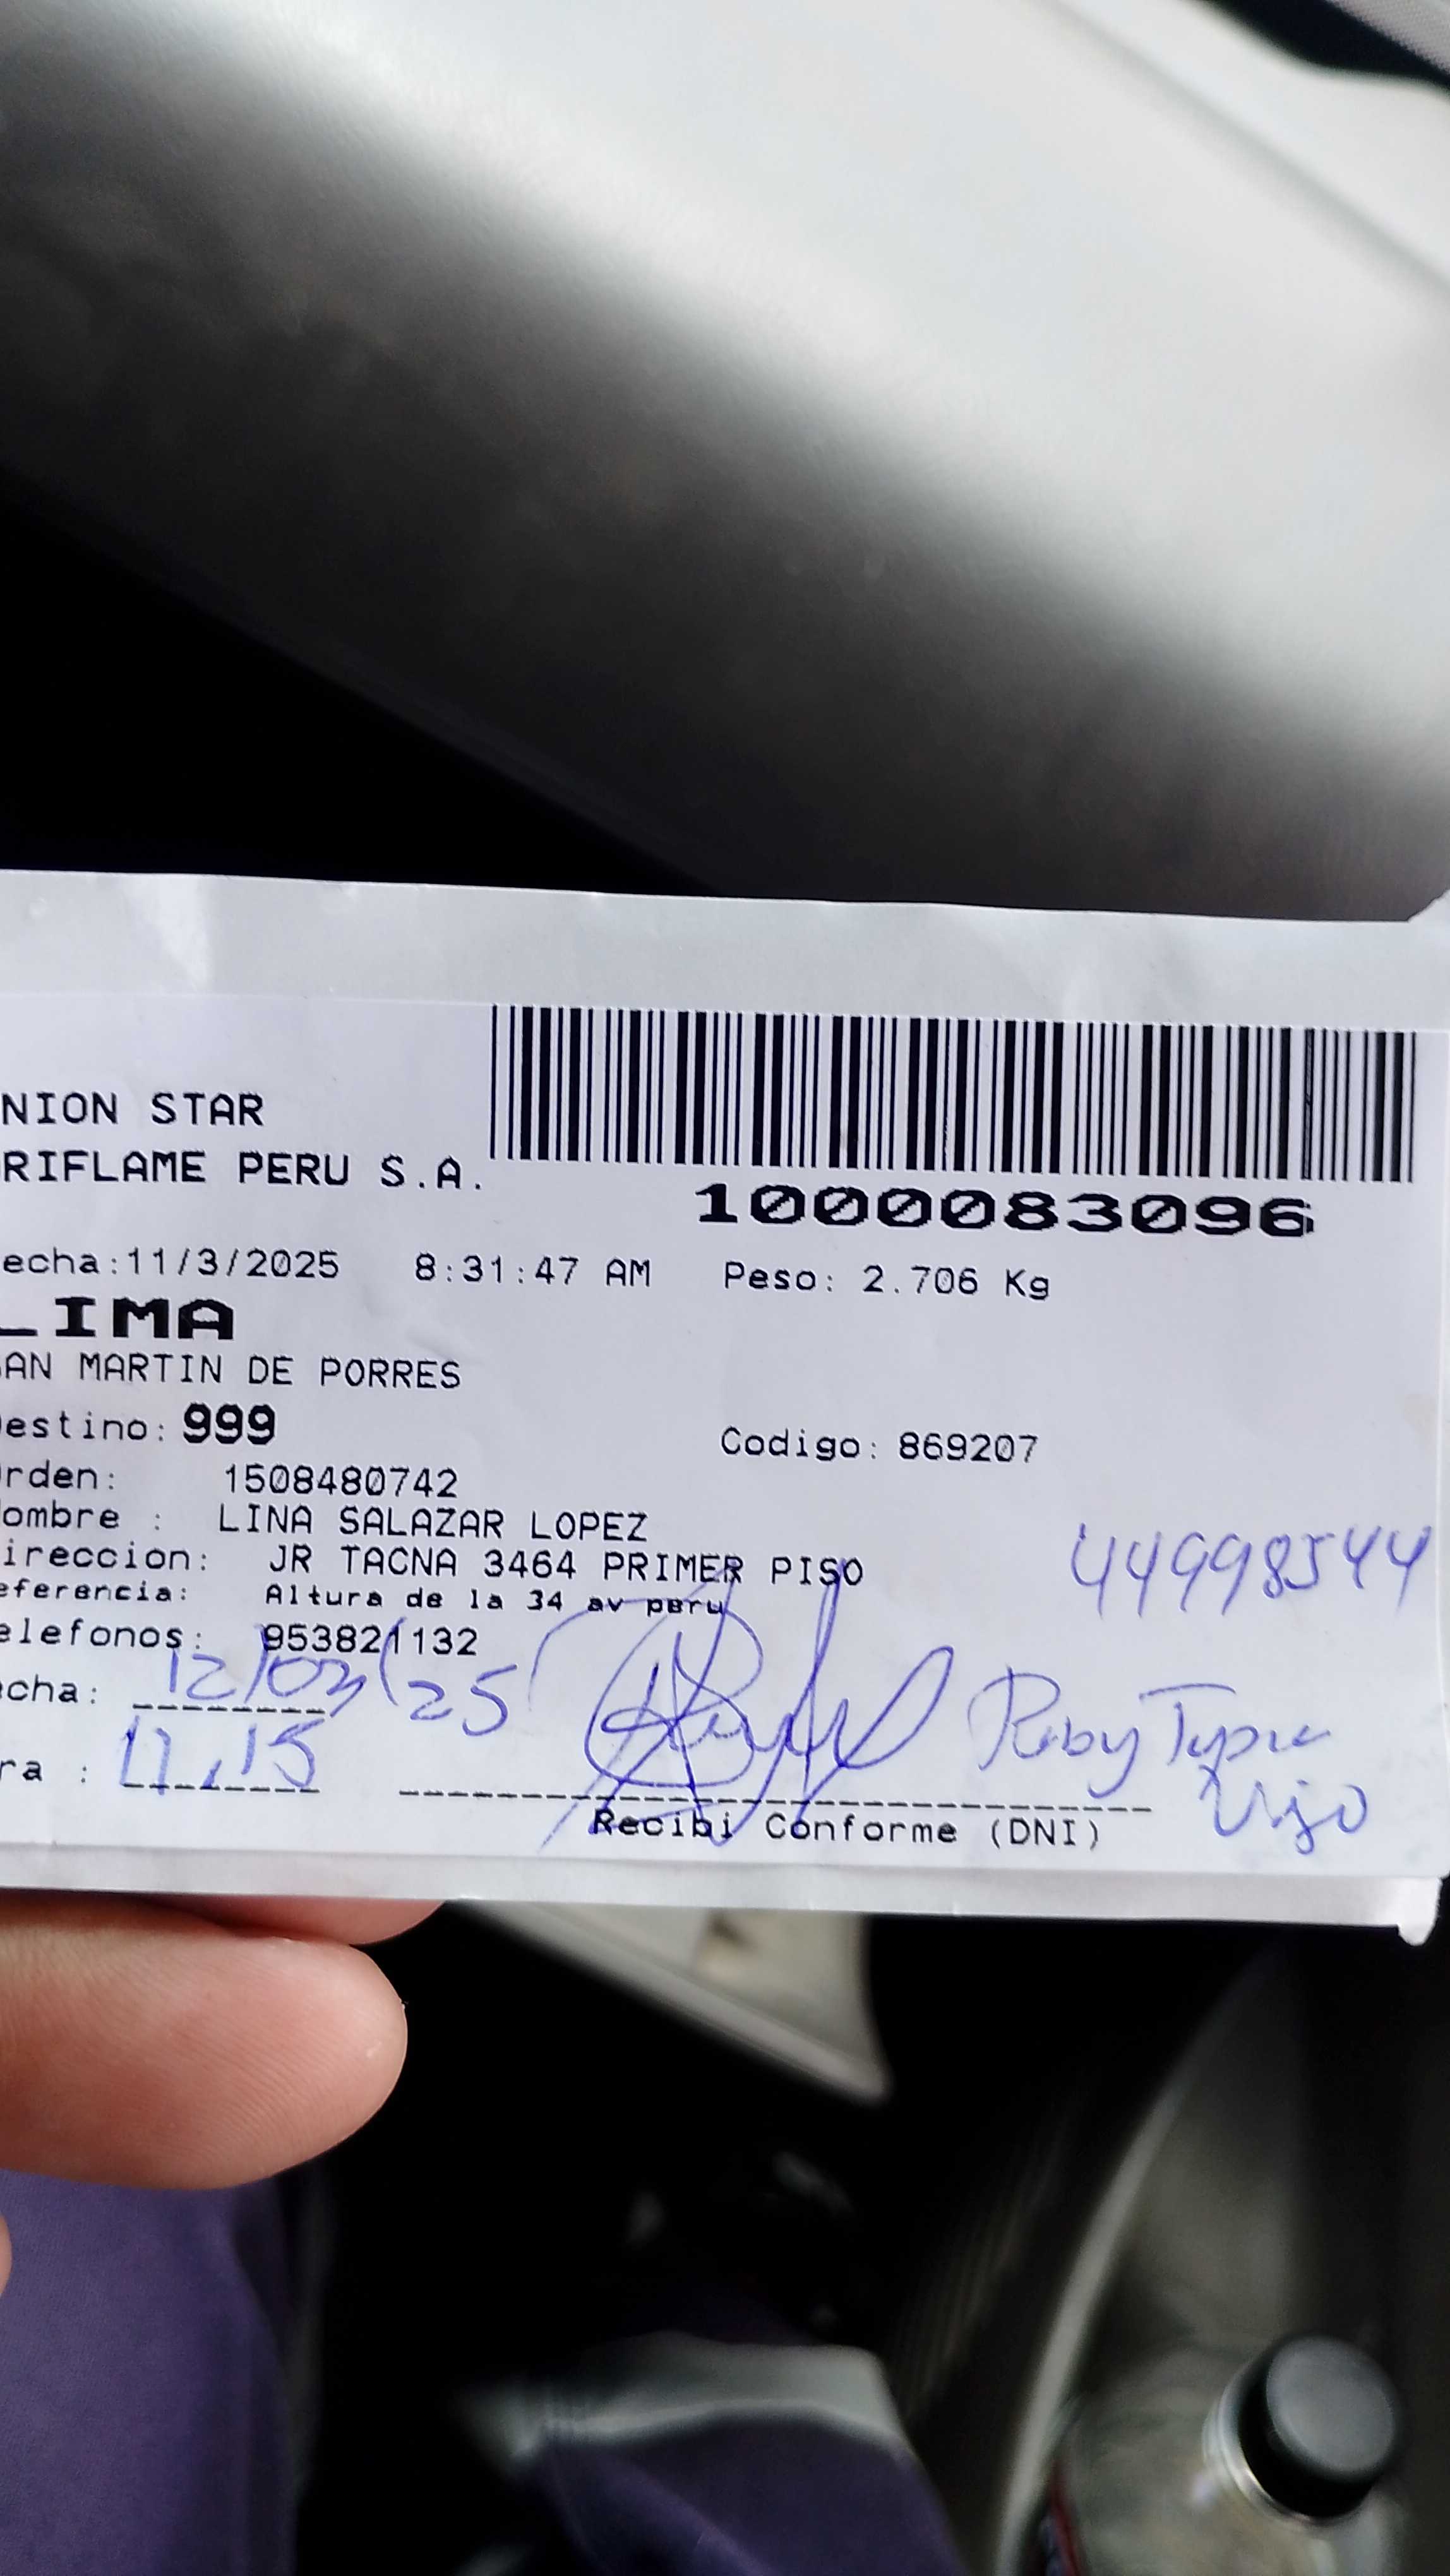 NION STAR
RIFLAME PERU S.A.
1000083096
echa:11/3/2025 8:31:47 AM Peso: 2.706 Kg
LIMA
AN MARTIN DE PORRES
estino: 999 Codigo: 869207
rden: 1508480742
ombre : LINA SALAZAR LOPEZ
ireccion: JR TACNA 3464 PRIMER PISO
44998544
eferencia: Altura de la 34 av peru
elefonos: 953821132
echa: 12/03/25
Ruby
ra : 11.15
Recibi Conforme (DNI)